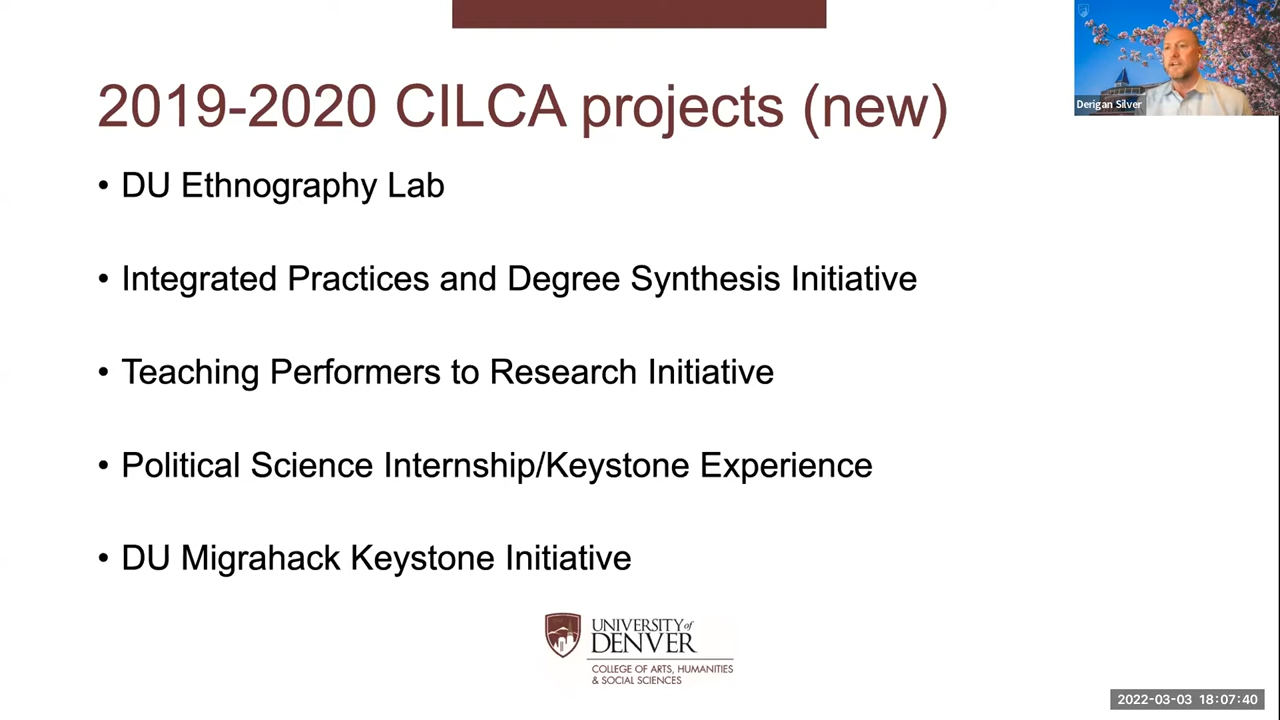 2019-2020 CILCA projects (new)
Derigan Silver
• DU Ethnography Lab
• Integrated Practices and Degree Synthesis Initiative
• Teaching Performers to Research Initiative
• Political Science Internship/Keystone Experience
• DU Migrahack Keystone Initiative
UNIVERSITY of
DENVER
COLLEGE OF ARTS, HUMANITIES
& SOCIAL SCIENCES
2022-03-03 18:07:40